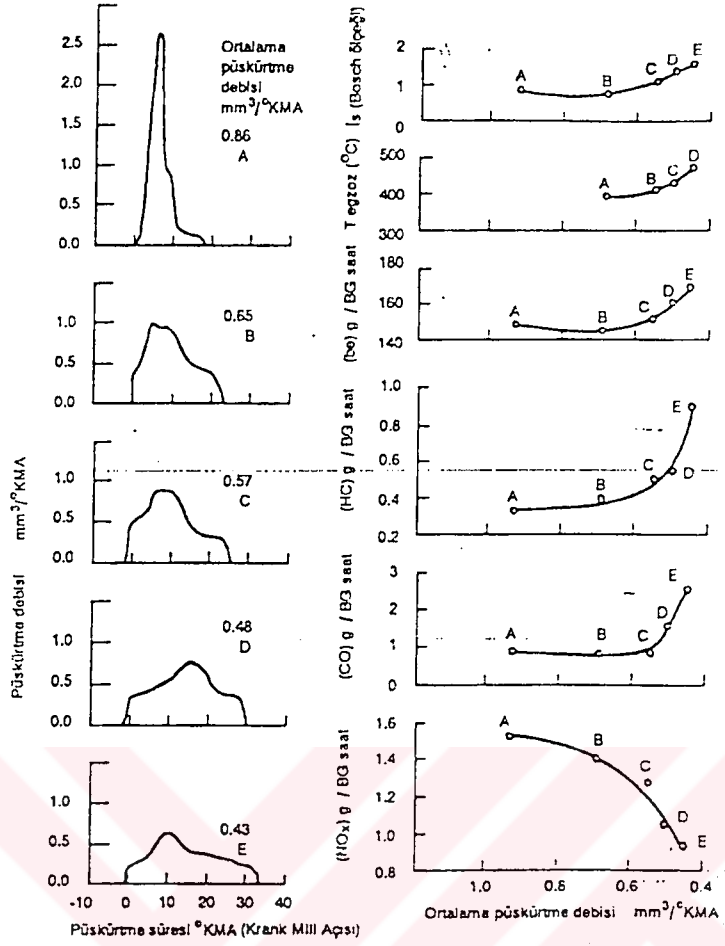 2.5
2.0
1.5
1.0
0.5
0.0
Ortalama
püskürtme
debisi
mm³/°KMA
0.86
A
1.0
0.5
0.0
0.65
B
1.0
0.5
0.0
0.57
C
1.0
0.5
0.0
0.48
D
1.0
0.5
0.0
0.43
E
-10 0 10 20 30 40
Püskürtme süresi °KMA (Krank Mili Açısı)
Püskürtme debisi mm³/°KMA
Is (Bosch ölçeği)
2
1
0
A B C D E
T egzoz (°C)
500
400
300
A B C D
(be) g / BG saat
180
160
140
A B C D E
(HC) g / BG saat
1.0
0.8
0.6
0.4
0.2
A B C D E
(CO) g / BG saat
3
2
1
0
A B C D E
(NOx) g / BG saat
1.6
1.4
1.2
1.0
0.8
A B C D E
1.0 0.8 0.6 0.4
Ortalama püskürtme debisi mm³/°KMA